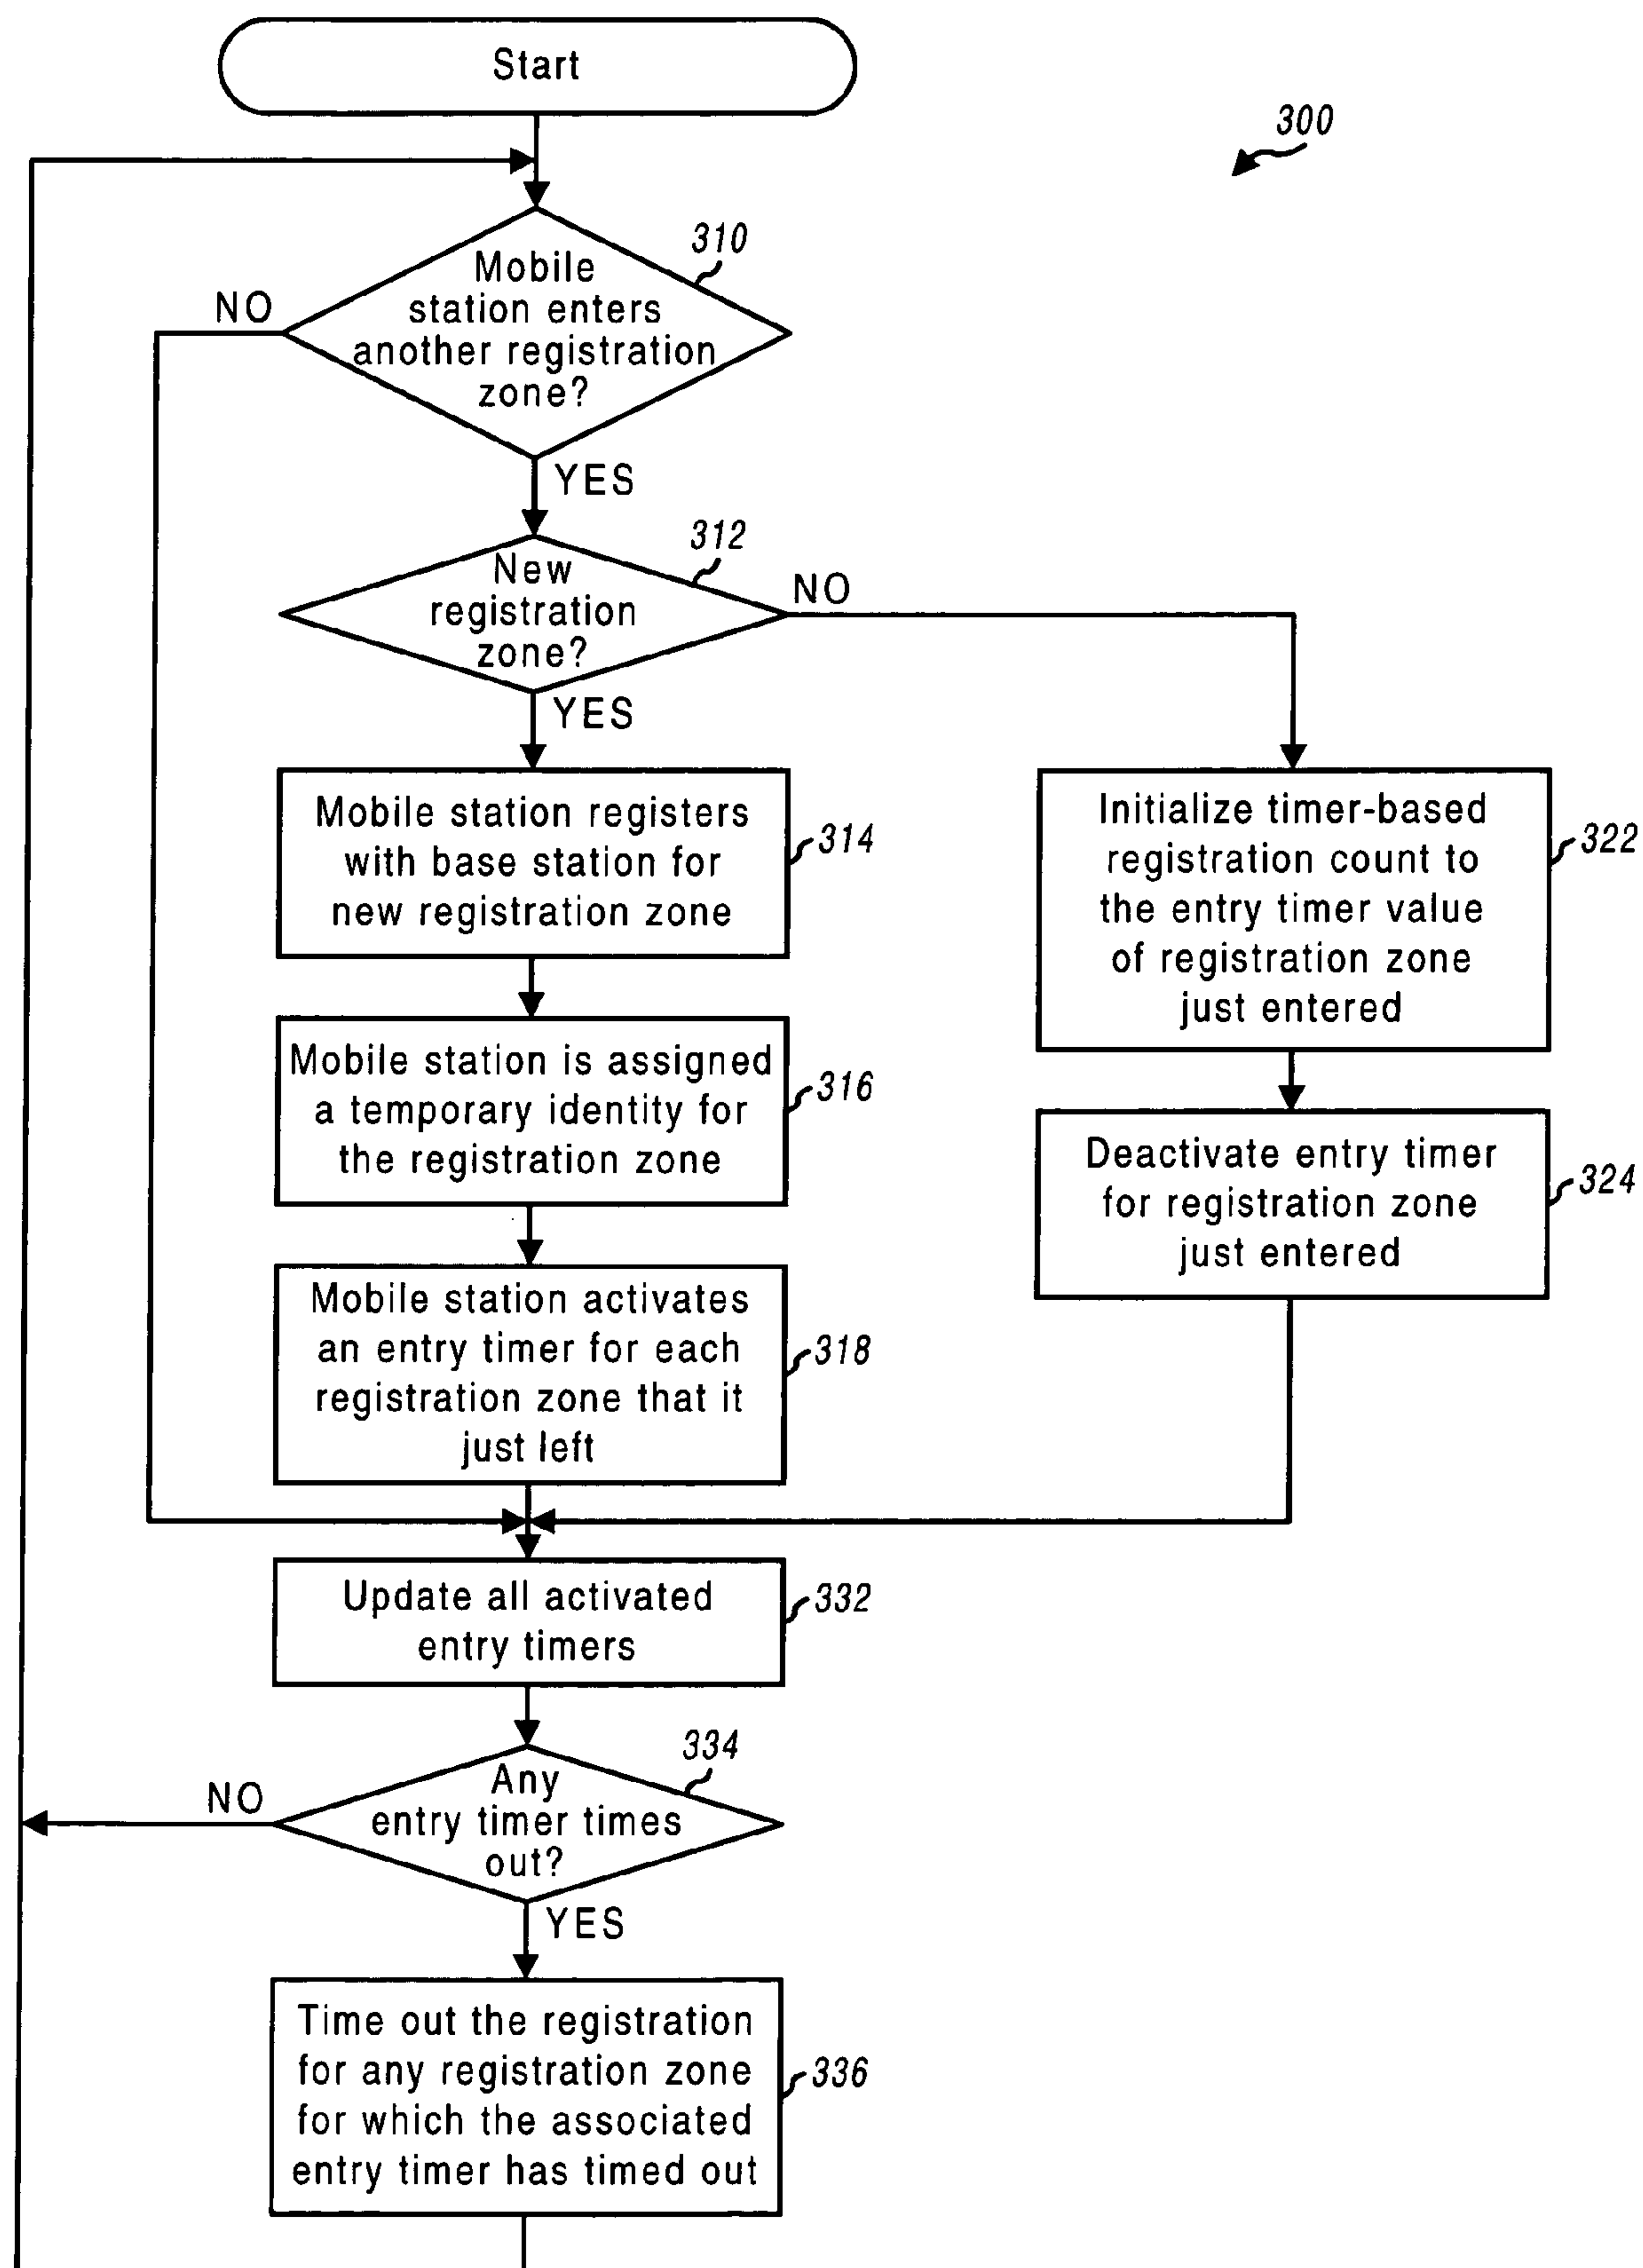 Start
300
310
Mobile
station enters
another registration
zone?
NO
YES
312
New
registration
zone?
NO
YES
Mobile station registers
with base station for
new registration zone
314
Initialize timer-based
registration count to
the entry timer value
of registration zone
just entered
322
Mobile station is assigned
a temporary identity for
the registration zone
316
Deactivate entry timer
for registration zone
just entered
324
Mobile station activates
an entry timer for each
registration zone that it
just left
318
Update all activated
entry timers
332
334
Any
entry timer times
out?
NO
YES
Time out the registration
for any registration zone
for which the associated
entry timer has timed out
336